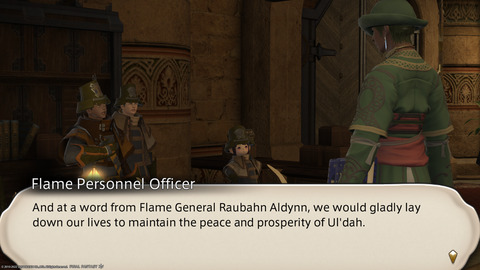 Flame Personnel Officer
And at a word from Flame General Raubahn Aldynn, we would gladly lay
down our lives to maintain the peace and prosperity of Ul'dah.